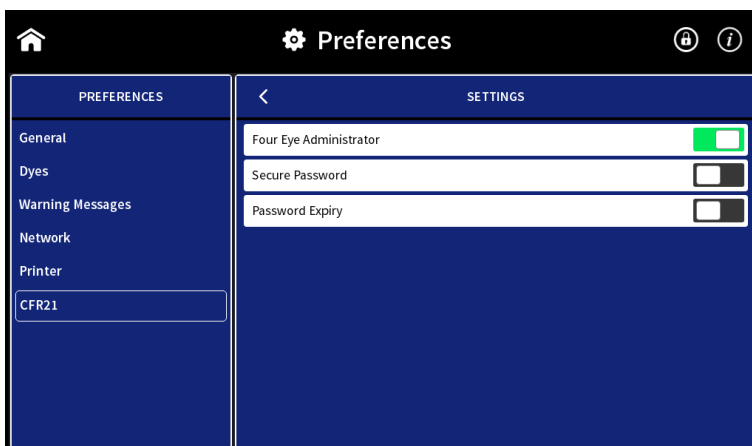 Preferences
PREFERENCES
SETTINGS
General
Dyes
Warning Messages
Network
Printer
CFR21
Four Eye Administrator
Secure Password
Password Expiry